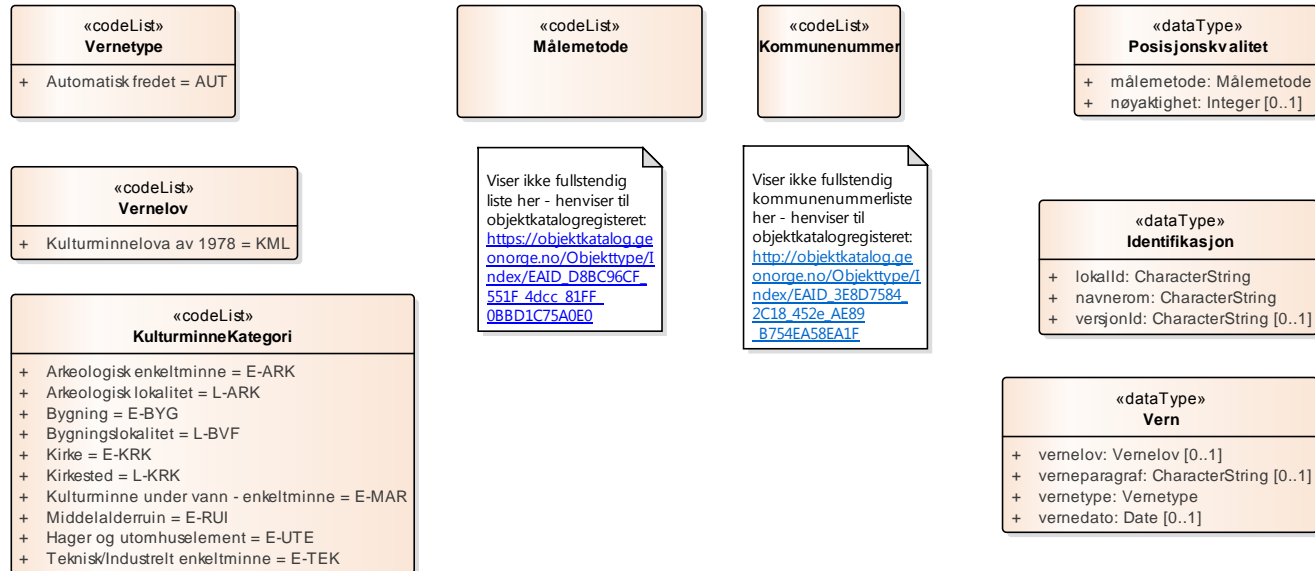 «codeList»
Vernetype
+ Automatisk fredet = AUT
«codeList»
Målemetode
«codeList»
Kommunenummer
«dataType»
Posisjonskvalitet
+ målemetode: Målemetode
+ nøyaktighet: Integer [0..1]
«codeList»
Vernelov
+ Kulturminnelova av 1978 = KML
Viser ikke fullstendig
liste her - henviser til
objektkatalogregisteret:
https://objektkatalog.ge
onorge.no/Objekttype/I
ndex/EAID_D8BC96CF_
551F_4dcc_81FF_
0BBD1C75A0E0
Viser ikke fullstendig
kommunenummerliste
her - henviser til
objektkatalogregisteret:
http://objektkatalog.ge
onorge.no/Objekttype/I
ndex/EAID_3E8D7584_
2C18_452e_AE89
_B754EA58EA1F
«dataType»
Identifikasjon
+ lokalId: CharacterString
+ navnerom: CharacterString
+ versjonId: CharacterString [0..1]
«codeList»
KulturminneKategori
+ Arkeologisk enkeltminne = E-ARK
+ Arkeologisk lokalitet = L-ARK
+ Bygning = E-BYG
+ Bygningslokalitet = L-BVF
+ Kirke = E-KRK
+ Kirkested = L-KRK
+ Kulturminne under vann - enkeltminne = E-MAR
+ Middelalderruin = E-RUI
+ Hager og utomhuselement = E-UTE
+ Teknisk/Industrelt enkeltminne = E-TEK
«dataType»
Vern
+ vernelov: Vernelov [0..1]
+ verneparagraf: CharacterString [0..1]
+ vernetype: Vernetype
+ vernedato: Date [0..1]